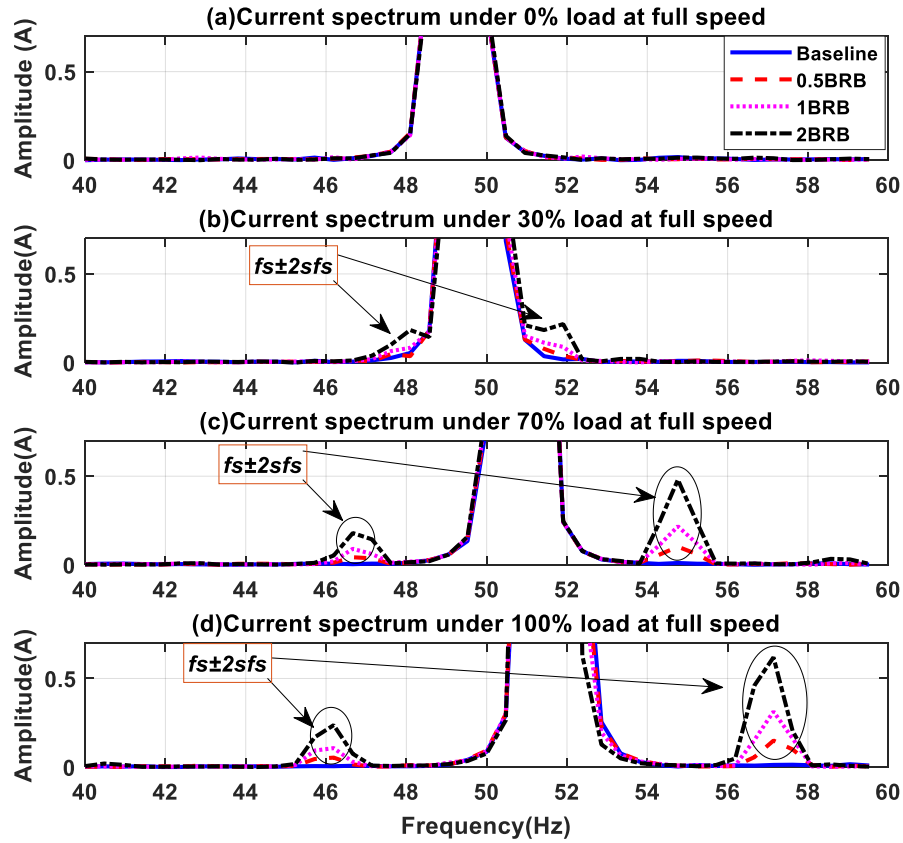 (a)Current spectrum under 0% load at full speed
Amplitude (A)
0.5
0
Baseline
0.5BRB
1BRB
2BRB
40 42 44 46 48 50 52 54 56 58 60
(b)Current spectrum under 30% load at full speed
Amplitude(A)
0.5
0
fs±2sfs
40 42 44 46 48 50 52 54 56 58 60
(c)Current spectrum under 70% load at full speed
Amplitude(A)
0.5
0
fs±2sfs
40 42 44 46 48 50 52 54 56 58 60
(d)Current spectrum under 100% load at full speed
Amplitude(A)
0.5
0
fs±2sfs
40 42 44 46 48 50 52 54 56 58 60
Frequency(Hz)